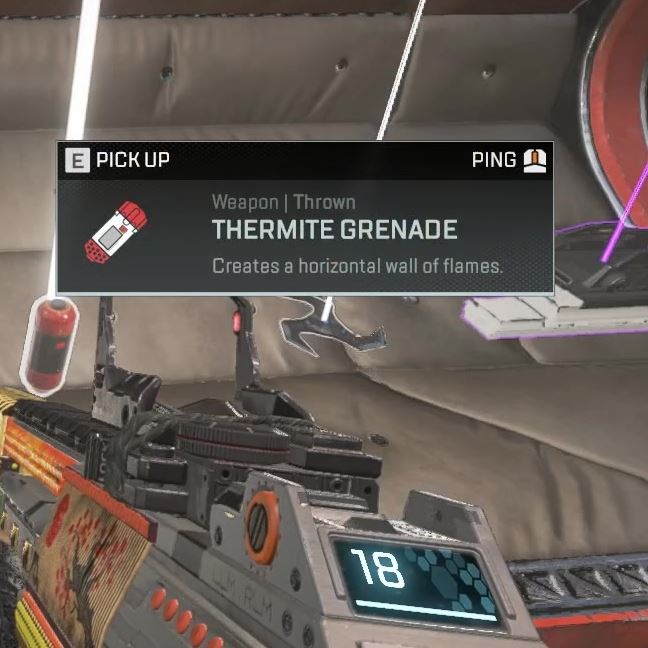 E PICK UP
PING
Weapon | Thrown
THERMITE GRENADE
Creates a horizontal wall of flames.
18